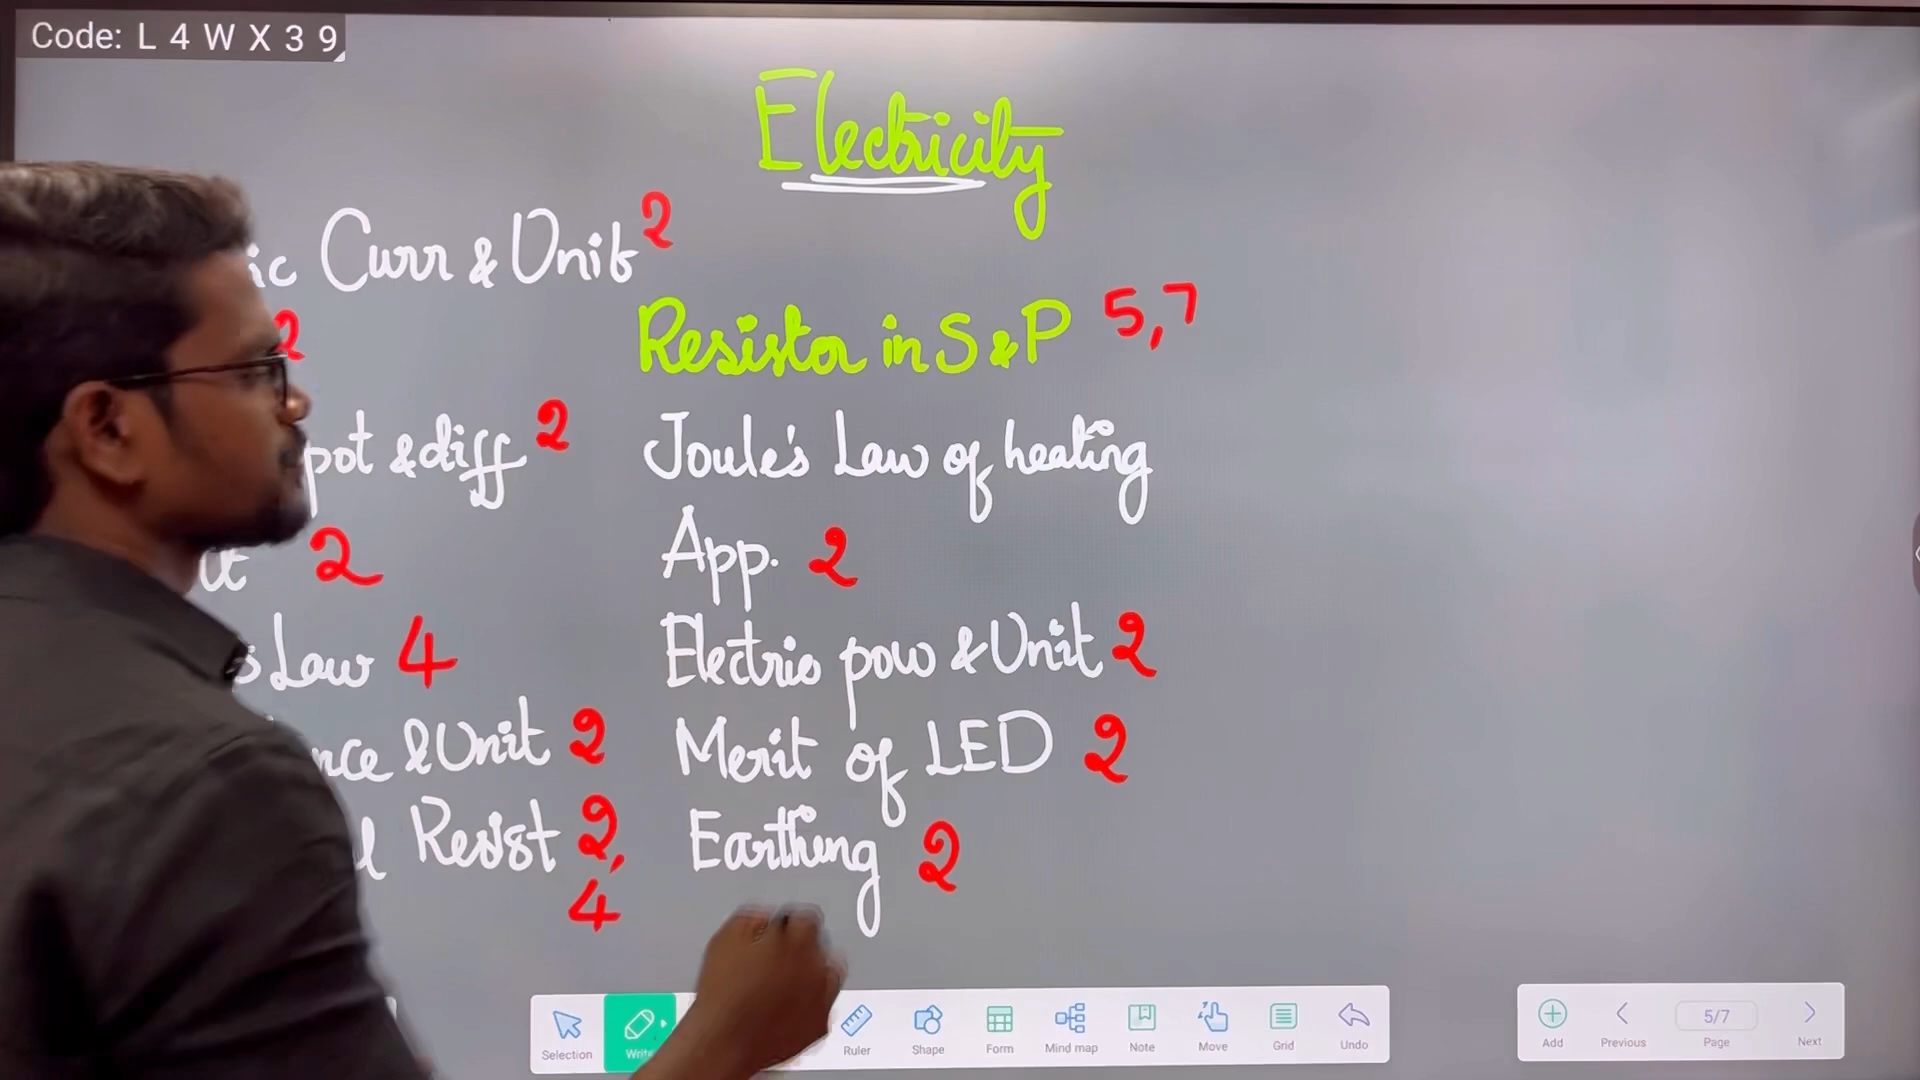 Code: L 4 W X 3 9
Electricity
ic Curr & Unit 2
2
pot & diff 2
2
s Law 4
nce & Unit 2
l Resist 2,
4
Resistor in S & P 5,7
Joule's Law of heating
App. 2
Electric pow & Unit 2
Merit of LED 2
Earthing 2
Selection
Write
Ruler
Shape
Form
Mind map
Note
Move
Grid
Undo
Add
Previous
5/7
Page
Next